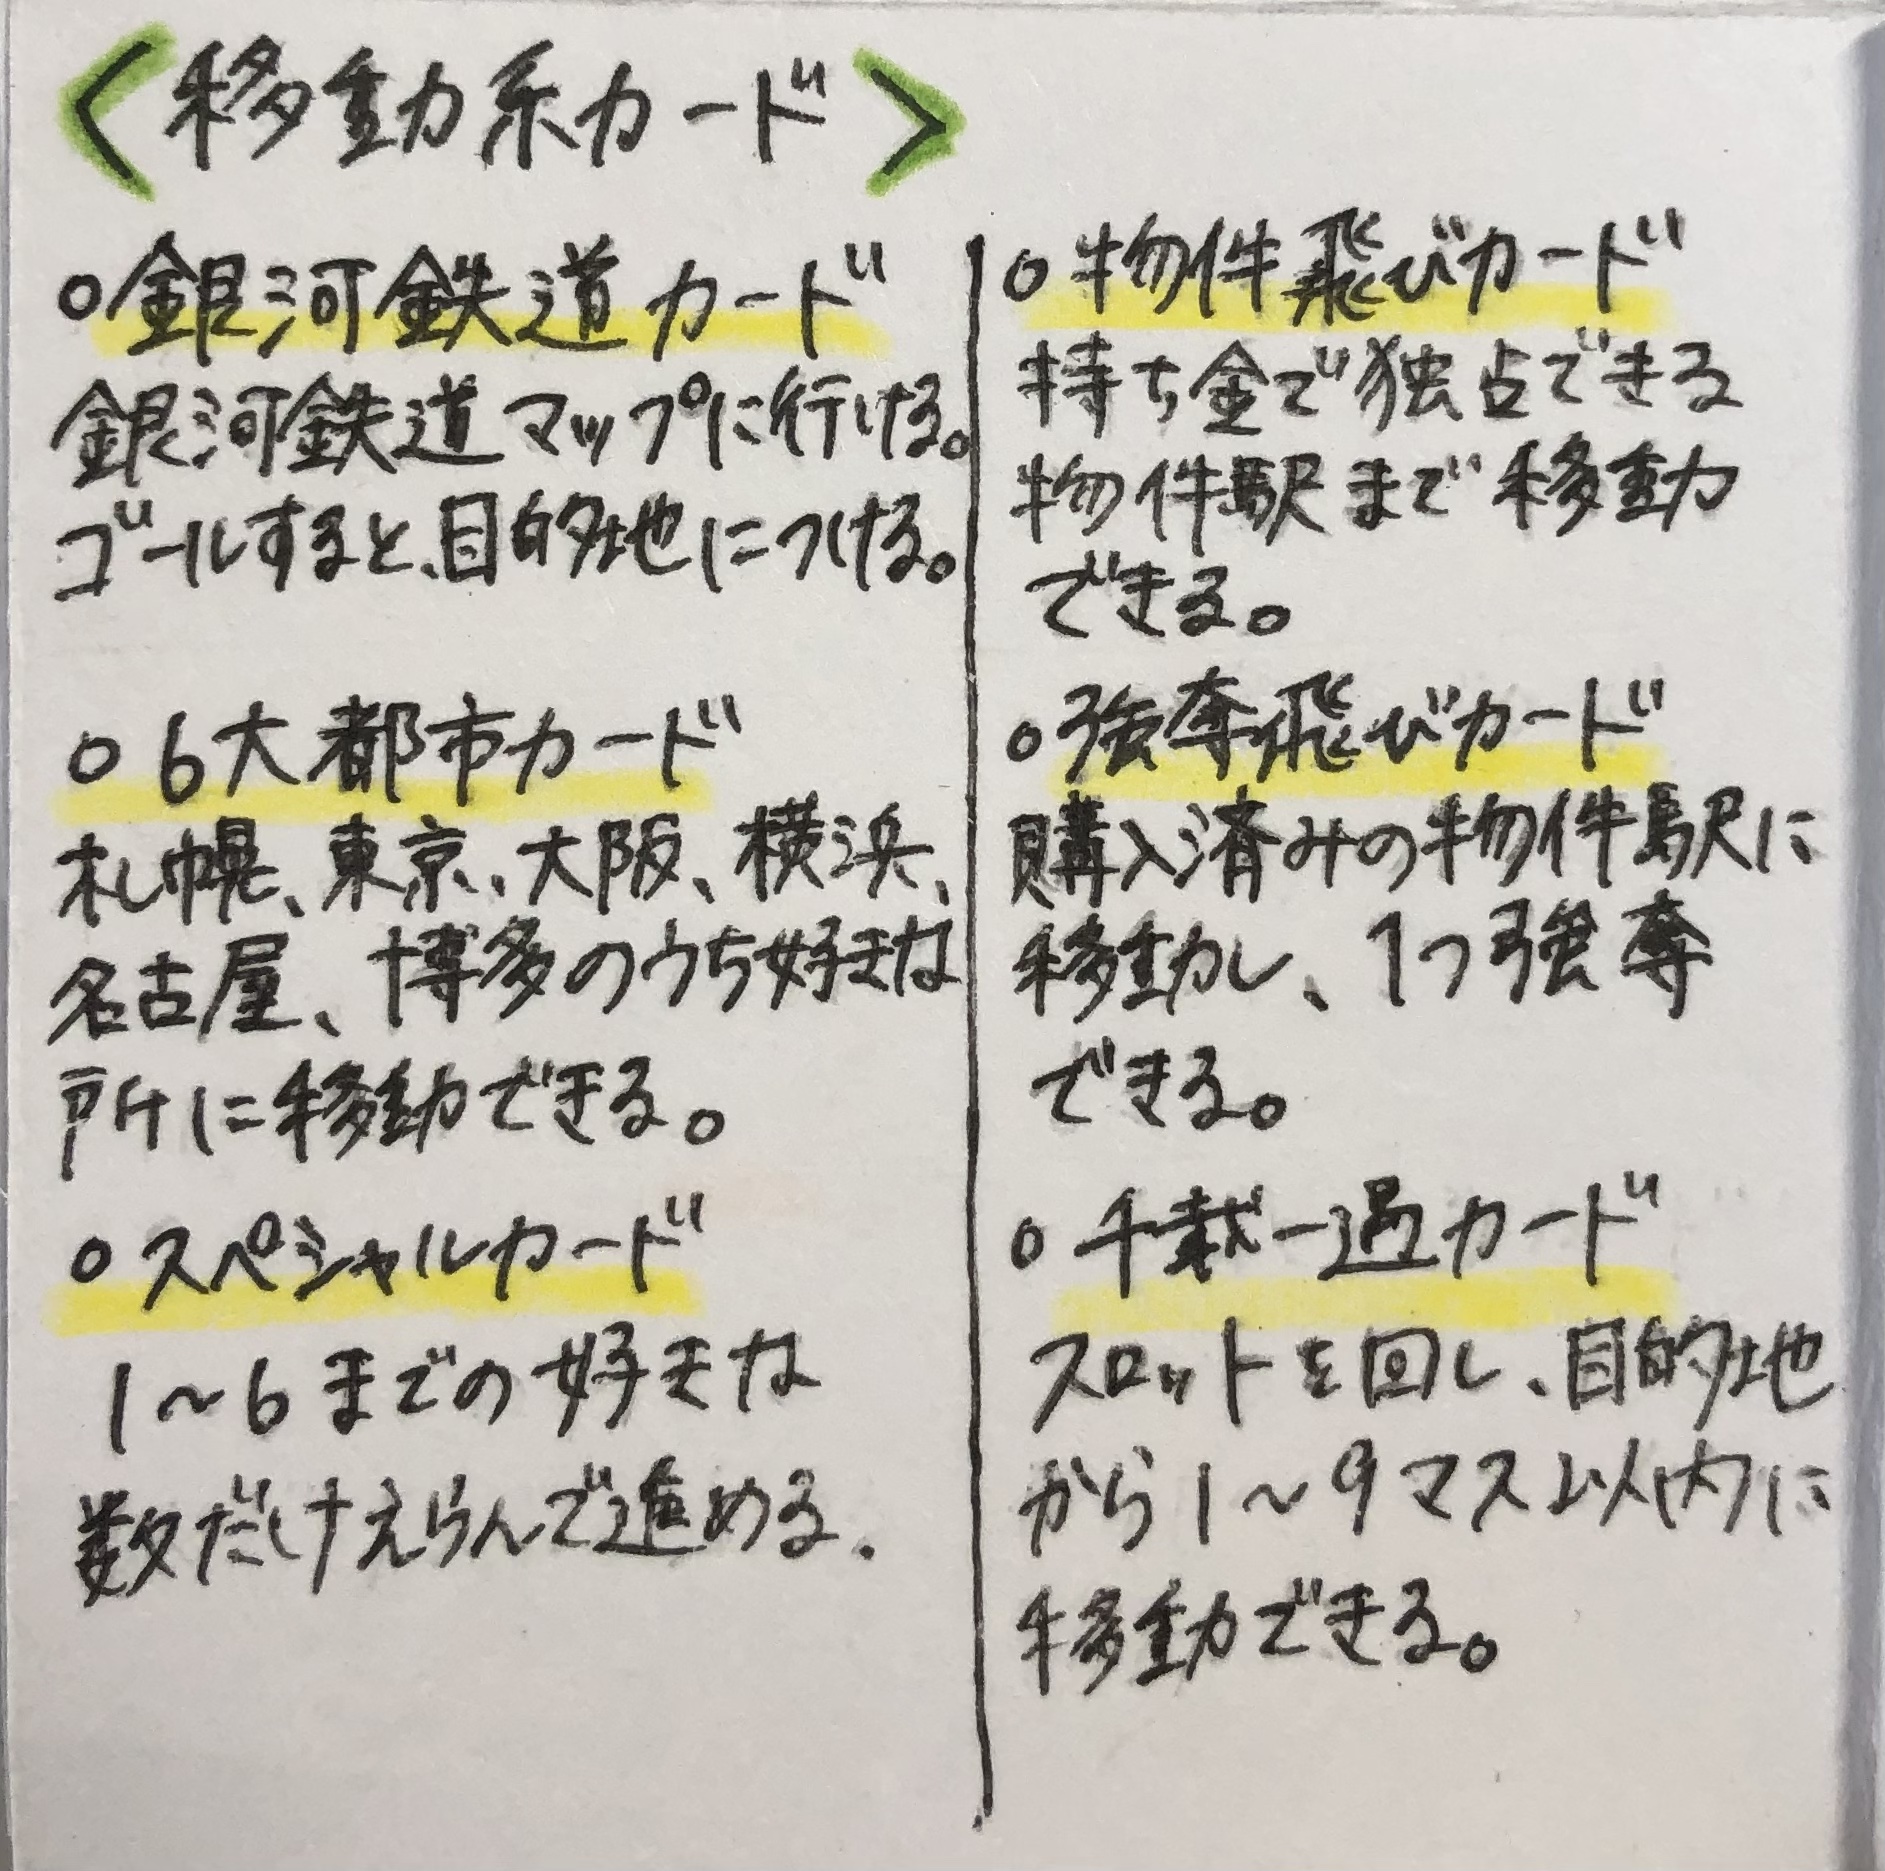 <移動系カード>
○銀河鉄道カード
銀河鉄道マップに行ける。
ゴールすると、目的地につける。
○6大都市カード
札幌、東京、大阪、横浜、
名古屋、博多のうち好きな
所に移動できる。
○スペシャルカード
1~6までの好きな
数だけえらんで進める.
○物件飛びカード
持ち金で独占できる
物件駅まで移動
できる。
○強奪飛びカード
購入済みの物件駅に
移動し、1つ強奪
できる。
○千載一遇カード
スロットを回し、目的地
から1~9マス以内に
移動できる。